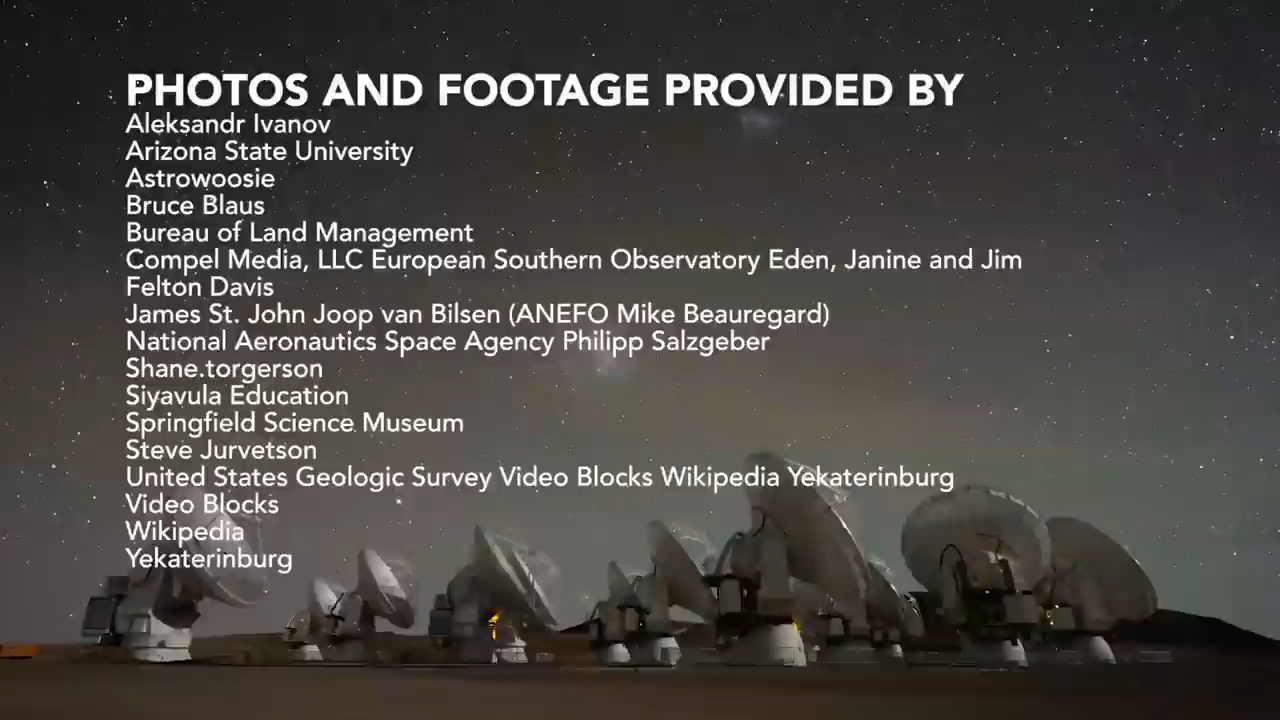 PHOTOS AND FOOTAGE PROVIDED BY
Aleksandr Ivanov
Arizona State University
Astrowoosie
Bruce Blaus
Bureau of Land Management
Compel Media, LLC European Southern Observatory Eden, Janine and Jim
Felton Davis
James St. John Joop van Bilsen (ANEFO Mike Beauregard)
National Aeronautics Space Agency Philipp Salzgeber
Shane.torgerson
Siyavula Education
Springfield Science Museum
Steve Jurvetson
United States Geologic Survey Video Blocks Wikipedia Yekaterinburg
Video Blocks
Wikipedia
Yekaterinburg